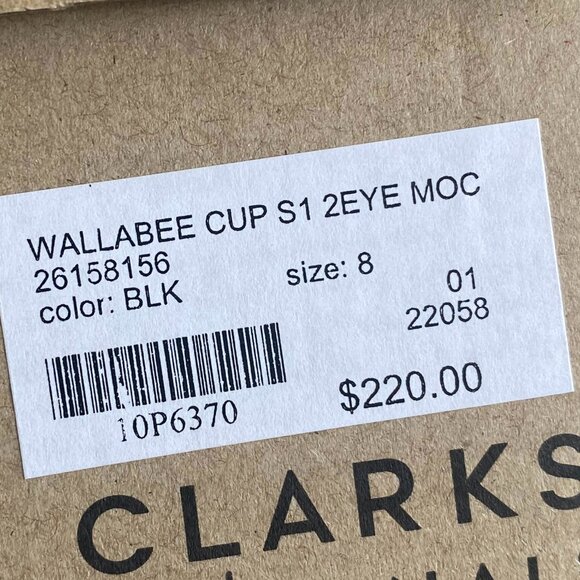 WALLABEE CUP S1 2EYE MOC
26158156 size: 8 01
color: BLK 22058
10P6370 $220.00
CLARKS